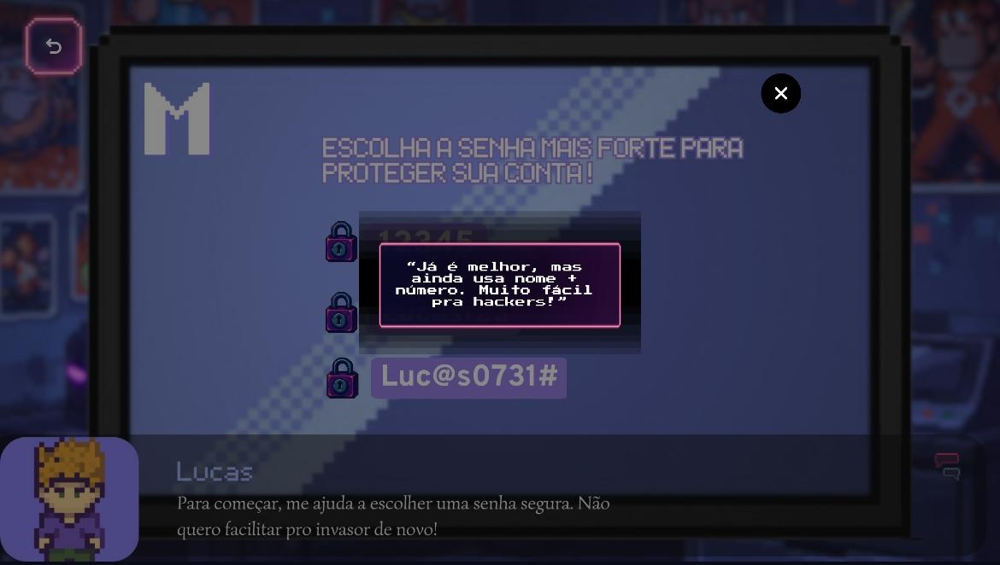 M
ESCOLHA A SENHA MAIS FORTE PARA
PROTEGER SUA CONTA!
12345
“Já é melhor, mas
ainda usa nome +
número. Muito fácil
pra hackers!”
Luc@s0731#
Lucas
Para começar, me ajuda a escolher uma senha segura. Não
quero facilitar pro invasor de novo!